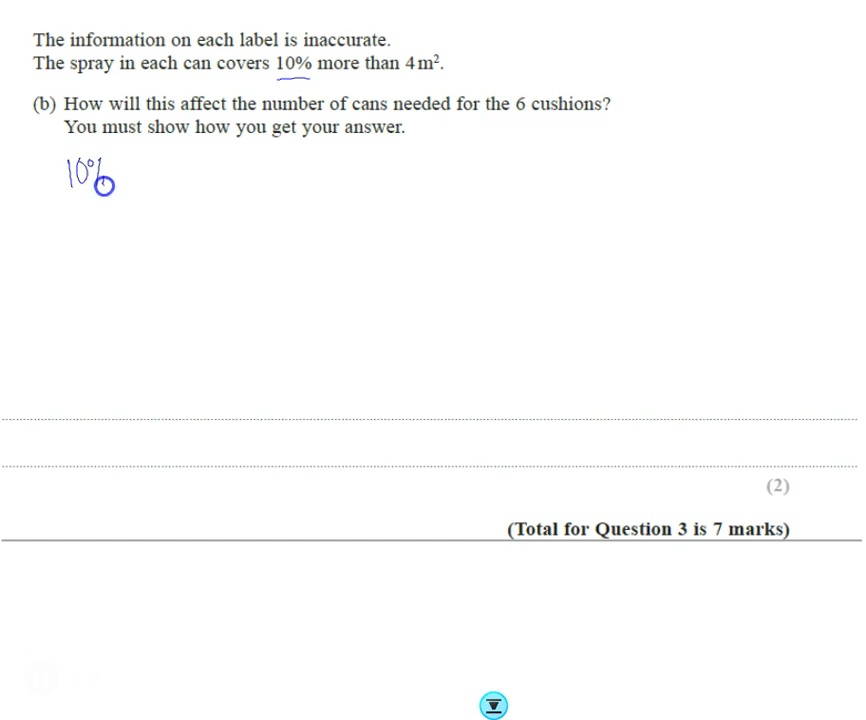 The information on each label is inaccurate.
The spray in each can covers 10% more than 4 m².
(b) How will this affect the number of cans needed for the 6 cushions?
You must show how you get your answer.
10%
(2)
(Total for Question 3 is 7 marks)